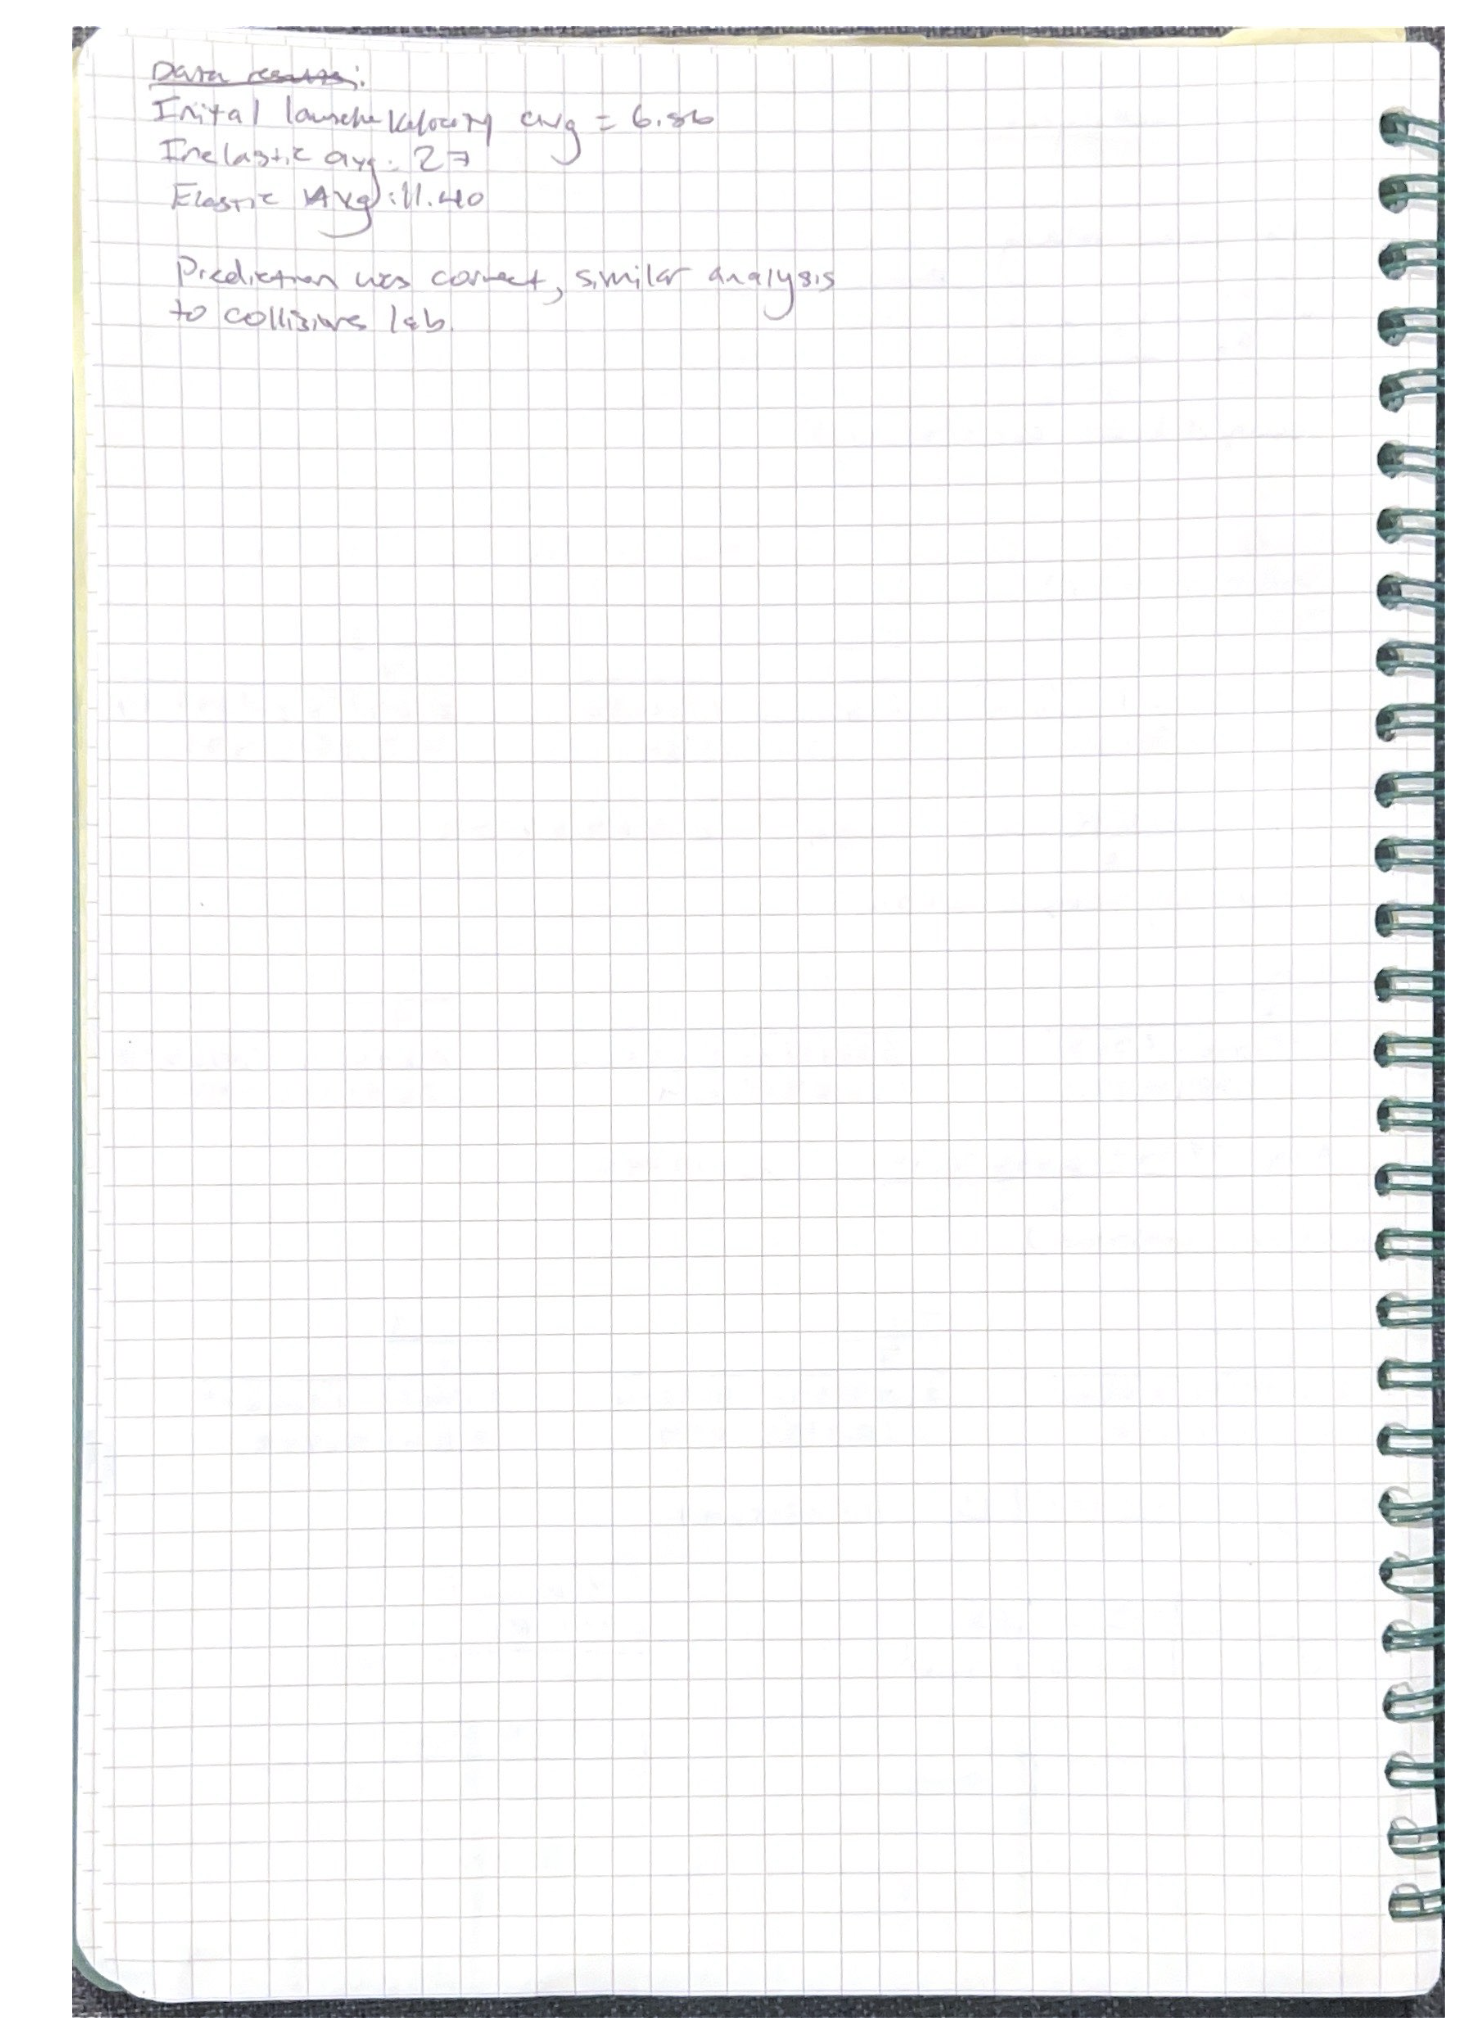 Data results:
Inital launche Velocity avg = 6.86
Inelastic avg: 27
Elastic Avg: 11.40
Prediction was correct, similar analysis
to collisions lab.